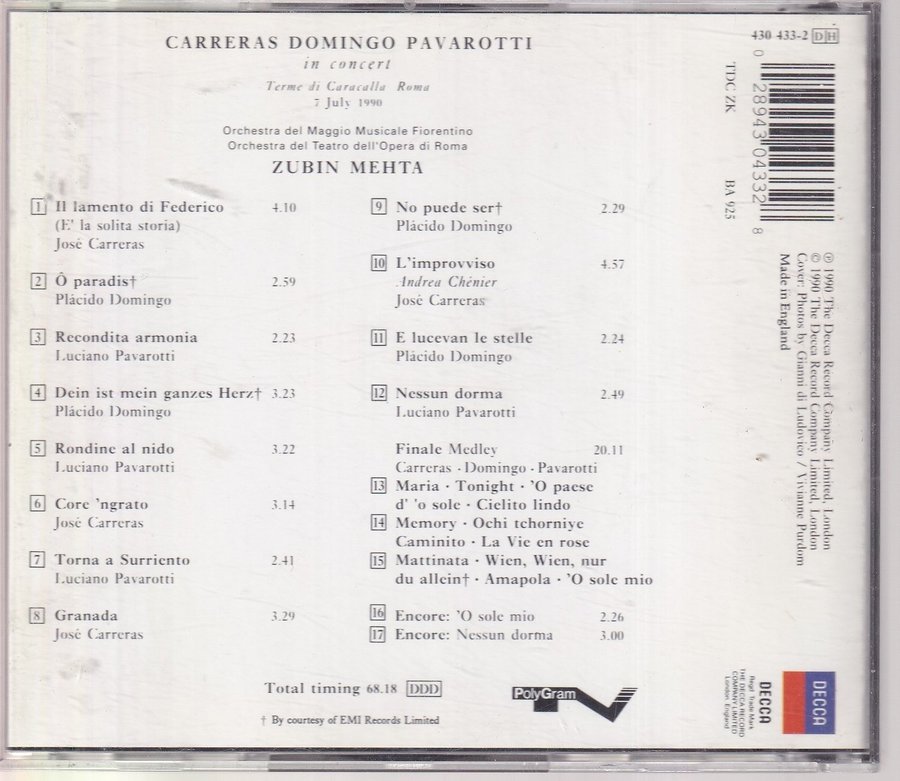 CARRERAS DOMINGO PAVAROTTI
in concert
Terme di Caracalla Roma
7 July 1990
Orchestra del Maggio Musicale Fiorentino
Orchestra del Teatro dell'Opera di Roma
ZUBIN MEHTA
1 Il lamento di Federico 4.10
(E' la solita storia)
José Carreras
2 Ô paradis† 2.59
Plácido Domingo
3 Recondita armonia 2.23
Luciano Pavarotti
4 Dein ist mein ganzes Herz† 3.23
Plácido Domingo
5 Rondine al nido 3.22
Luciano Pavarotti
6 Core 'ngrato 3.14
José Carreras
7 Torna a Surriento 2.41
Luciano Pavarotti
8 Granada 3.29
José Carreras
9 No puede ser† 2.29
Plácido Domingo
10 L'improvviso 4.57
Andrea Chénier
José Carreras
11 E lucevan le stelle 2.24
Plácido Domingo
12 Nessun dorma 2.49
Luciano Pavarotti
Finale Medley 20.11
Carreras · Domingo · Pavarotti
13 Maria · Tonight · 'O paese
d' 'o sole · Cielito lindo
14 Memory · Ochi tchorniye
Caminito · La Vie en rose
15 Mattinata · Wien, Wien, nur
du allein† · Amapola · 'O sole mio
16 Encore: 'O sole mio 2.26
17 Encore: Nessun dorma 3.00
Total timing 68.18 DDD
† By courtesy of EMI Records Limited
PolyGram TV
430 433-2 DH
0 28943 04332 8
TDC ZK BA 925
℗ 1990 The Decca Record Company Limited, London
© 1990 The Decca Record Company Limited, London
Cover: Photos by Gianni di Ludovico / Vivianne Purdom
Made in England
DECCA
DECCA
Regd. Trade Mark
THE DECCA RECORD
COMPANY LIMITED
London, England